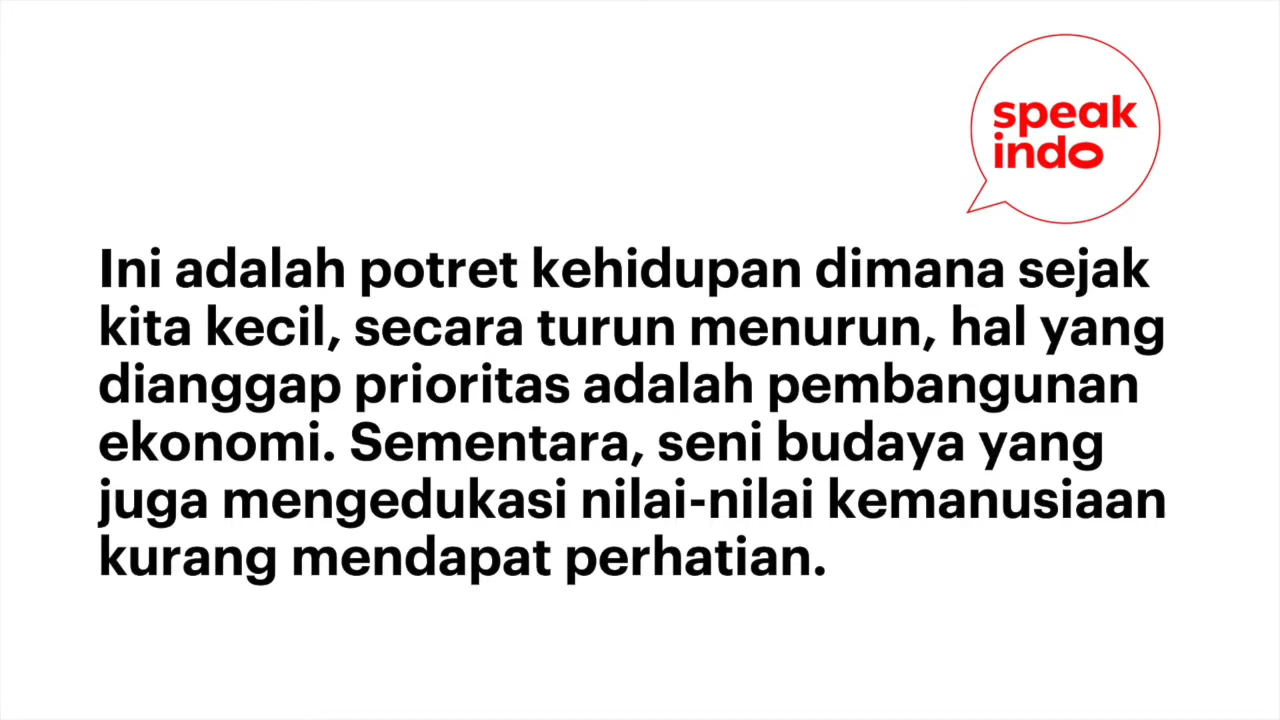 speak
indo
Ini adalah potret kehidupan dimana sejak
kita kecil, secara turun menurun, hal yang
dianggap prioritas adalah pembangunan
ekonomi. Sementara, seni budaya yang
juga mengedukasi nilai-nilai kemanusiaan
kurang mendapat perhatian.